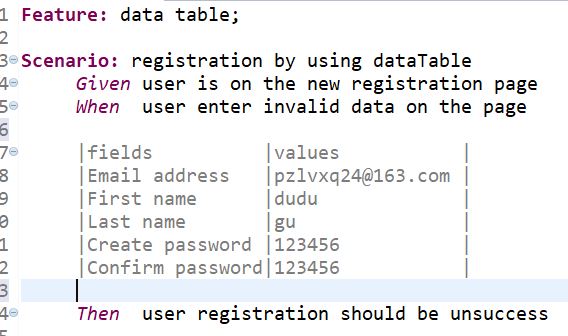 1 Feature: data table;
2
3 Scenario: registration by using dataTable
4 Given user is on the new registration page
5 When user enter invalid data on the page
6
7 |fields |values |
8 |Email address |pzlvxq24@163.com |
9 |First name |dudu |
0 |Last name |gu |
1 |Create password |123456 |
2 |Confirm password|123456 |
3
4 Then user registration should be unsuccess